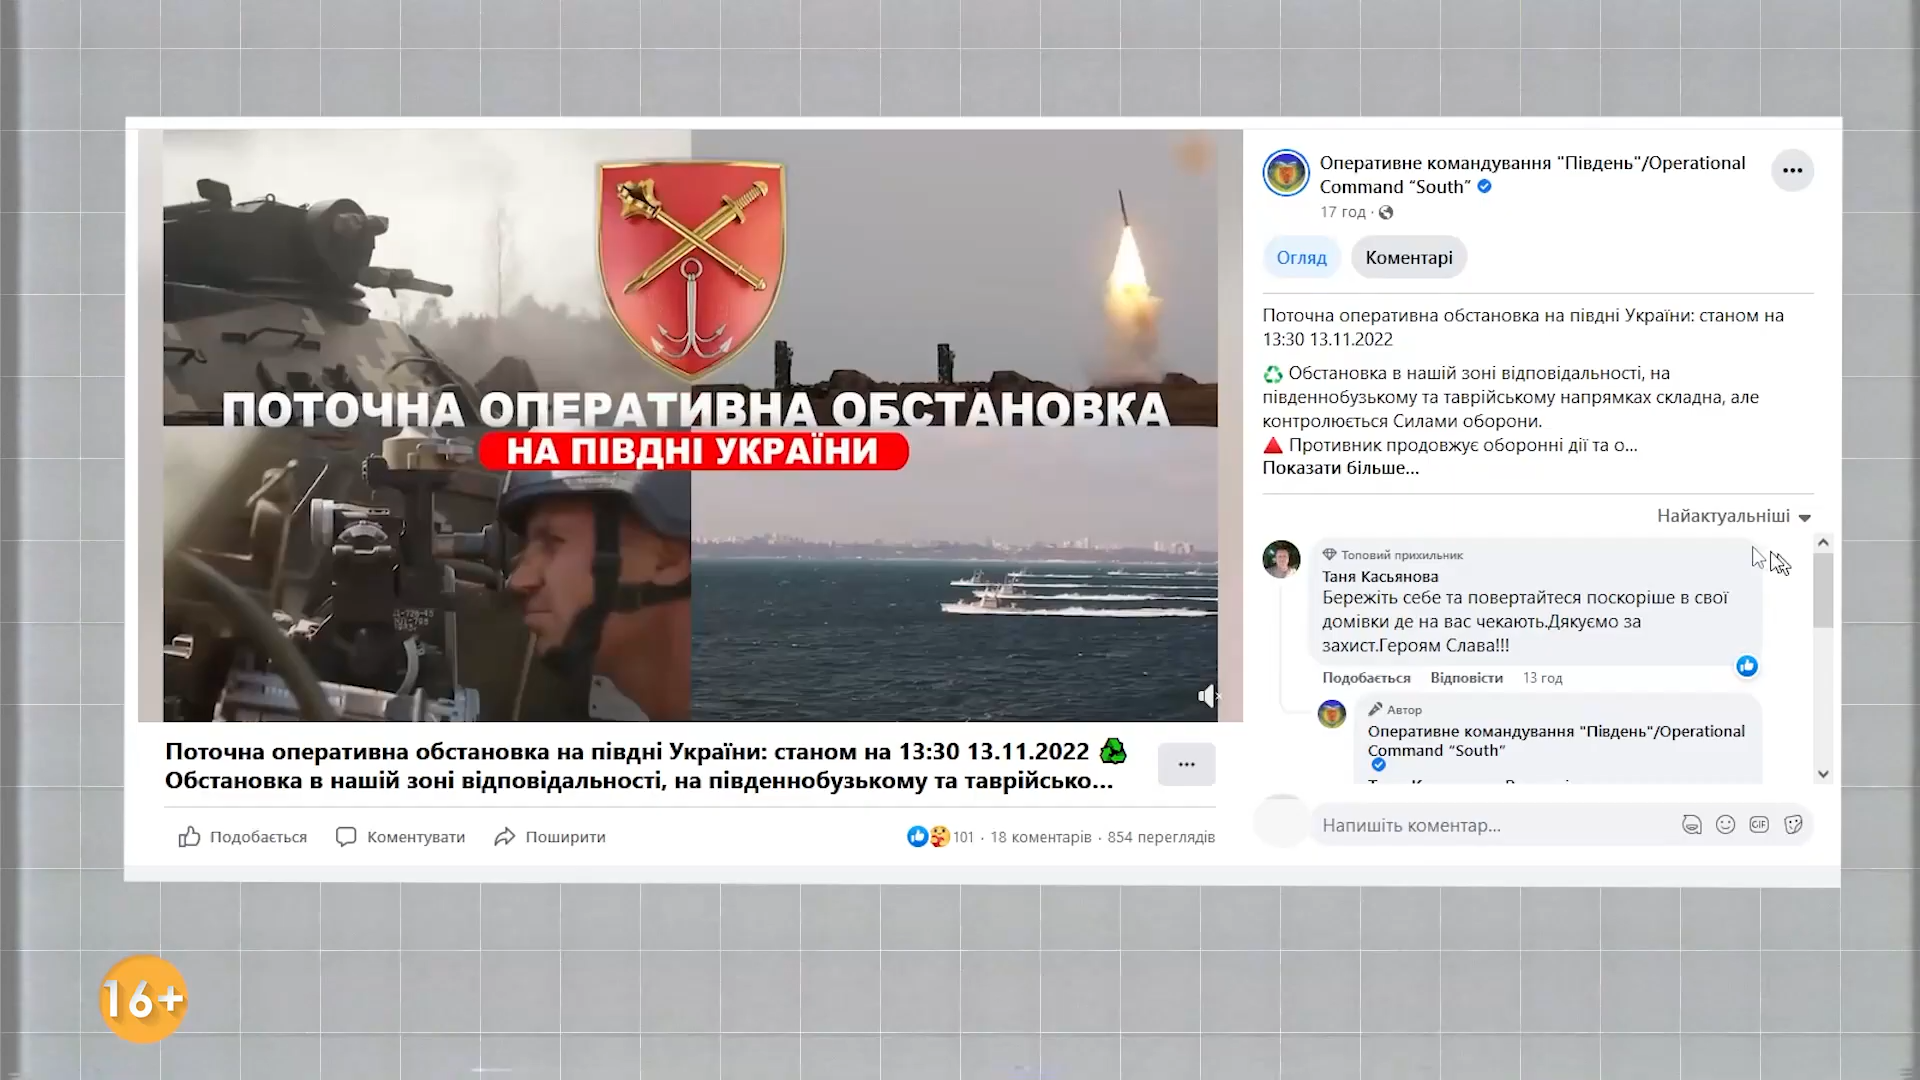 ПОТОЧНА ОПЕРАТИВНА ОБСТАНОВКА
НА ПІВДНІ УКРАЇНИ
Поточна оперативна обстановка на півдні України: станом на 13:30 13.11.2022
Обстановка в нашій зоні відповідальності, на південнобузькому та таврійсько...
Подобається
Коментувати
Поширити
101 · 18 коментарів · 854 переглядів
Оперативне командування "Південь"/Operational
Command “South”
17 год ·
Огляд
Коментарі
Поточна оперативна обстановка на півдні України: станом на
13:30 13.11.2022
Обстановка в нашій зоні відповідальності, на
південнобузькому та таврійському напрямках складна, але
контролюється Силами оборони.
Противник продовжує оборонні дії та о...
Показати більше...
Найактуальніші
Топовий прихильник
Таня Касьянова
Бережіть себе та повертайтеся поскоріше в свої
домівки де на вас чекають.Дякуємо за
захист.Героям Слава!!!
Подобається Відповісти 13 год
Автор
Оперативне командування "Південь"/Operational
Command “South”
Напишіть коментар...
GIF
16+